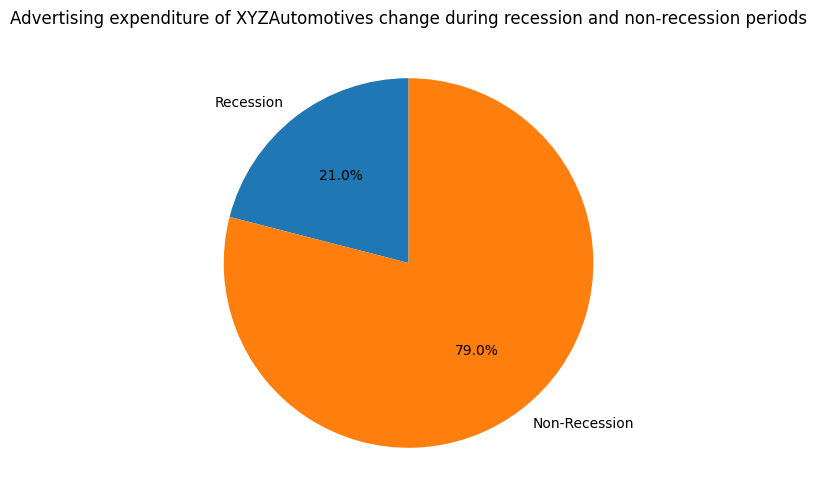 Advertising expenditure of XYZAutomotives change during recession and non-recession periods
Recession
21.0%
79.0%
Non-Recession